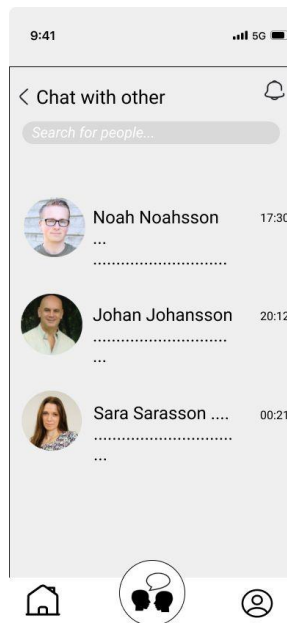 9:41 5G
< Chat with other
Search for people...
Noah Noahsson 17:30
...
............................
Johan Johansson 20:12
............................
...
Sara Sarasson .... 00:21
.............................
...